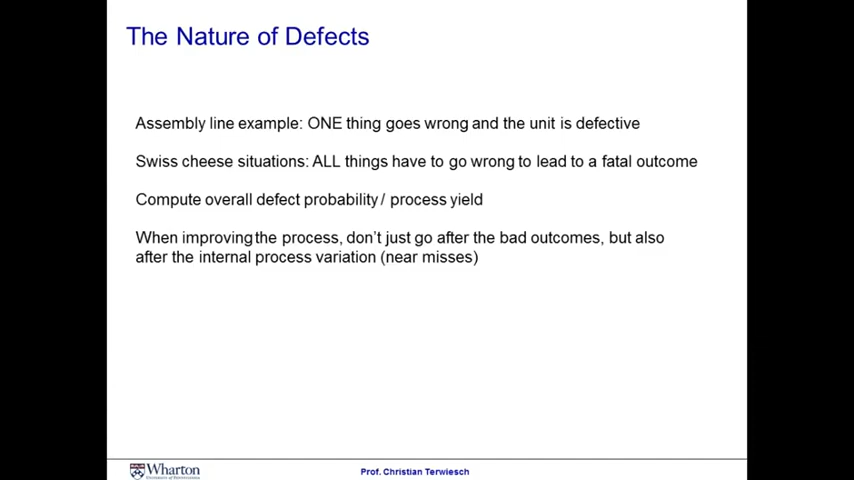 The Nature of Defects
Assembly line example: ONE thing goes wrong and the unit is defective
Swiss cheese situations: ALL things have to go wrong to lead to a fatal outcome
Compute overall defect probability / process yield
When improving the process, don't just go after the bad outcomes, but also
after the internal process variation (near misses)
Wharton
University of Pennsylvania
Prof. Christian Terwiesch